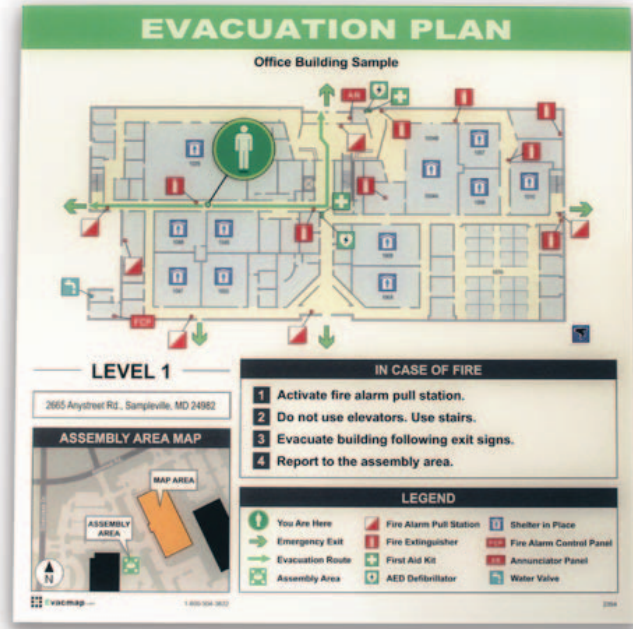 EVACUATION PLAN
Office Building Sample
AN
FCP
LEVEL 1
2665 Anystreet Rd., Sampleville, MD 24982
ASSEMBLY AREA MAP
MAP AREA
ASSEMBLY
AREA
N
IN CASE OF FIRE
1 Activate fire alarm pull station.
2 Do not use elevators. Use stairs.
3 Evacuate building following exit signs.
4 Report to the assembly area.
LEGEND
You Are Here
Emergency Exit
Evacuation Route
Assembly Area
Fire Alarm Pull Station
Fire Extinguisher
First Aid Kit
AED Defibrillator
Shelter in Place
FCP Fire Alarm Control Panel
AN Annunciator Panel
Water Valve
Evacmap